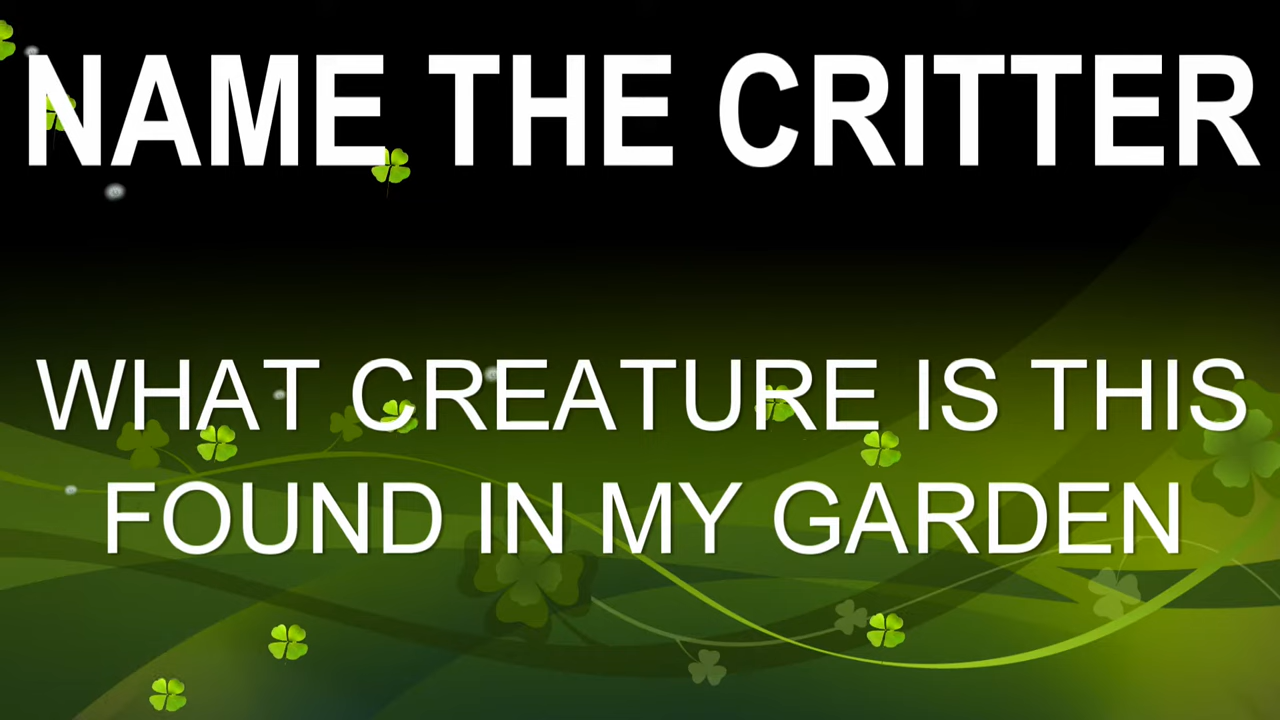 NAME THE CRITTER
WHAT CREATURE IS THIS
FOUND IN MY GARDEN